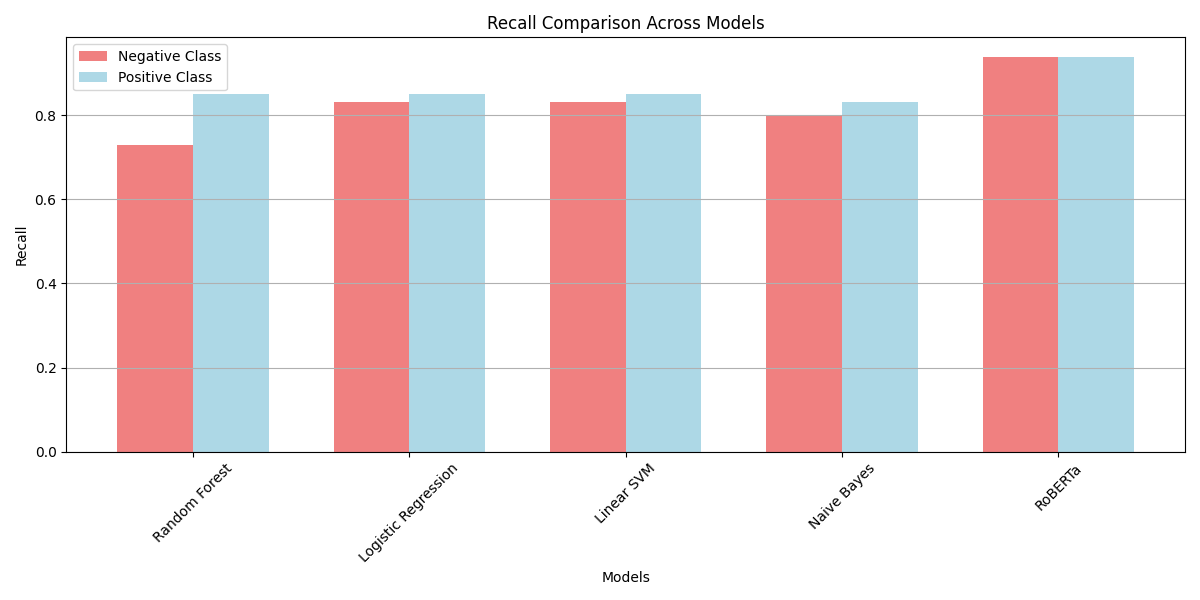 Recall Comparison Across Models
Negative Class
Positive Class
Recall
0.8
0.6
0.4
0.2
0.0
Random Forest
Logistic Regression
Linear SVM
Naive Bayes
RoBERTa
Models